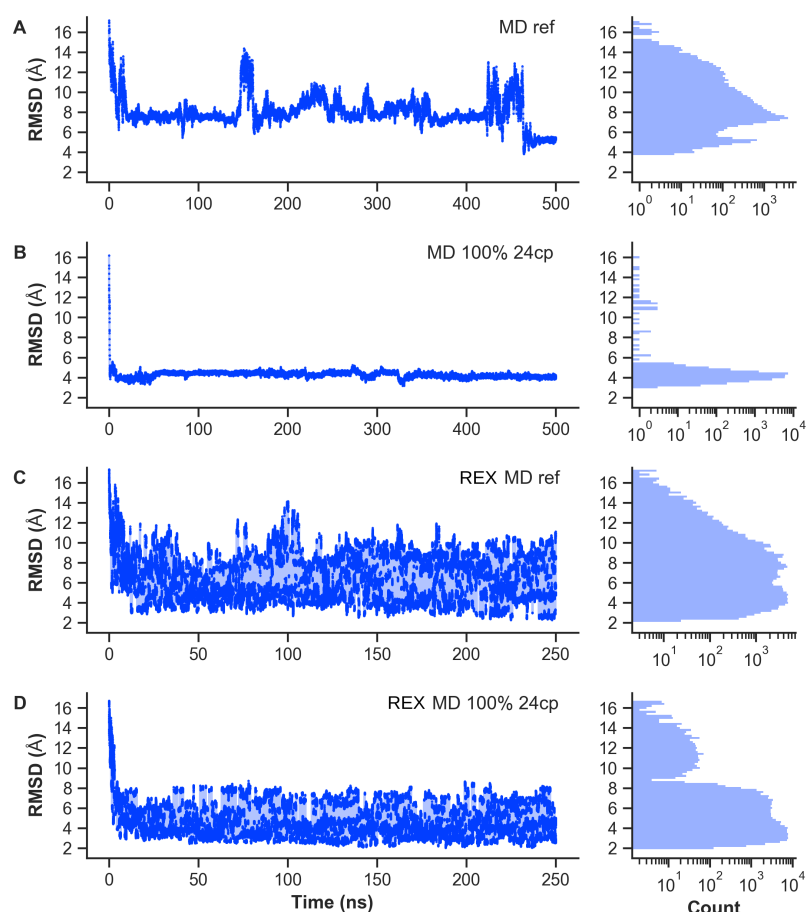 A
MD ref
RMSD (Å)
16
14
12
10
8
6
4
2
0 100 200 300 400 500
10^0 10^1 10^2 10^3
B
MD 100% 24cp
RMSD (Å)
16
14
12
10
8
6
4
2
0 100 200 300 400 500
10^0 10^1 10^2 10^3 10^4
C
REX MD ref
RMSD (Å)
16
14
12
10
8
6
4
2
0 50 100 150 200 250
10^1 10^2 10^3
D
REX MD 100% 24cp
RMSD (Å)
16
14
12
10
8
6
4
2
0 50 100 150 200 250
10^1 10^2 10^3 10^4
Time (ns)
Count